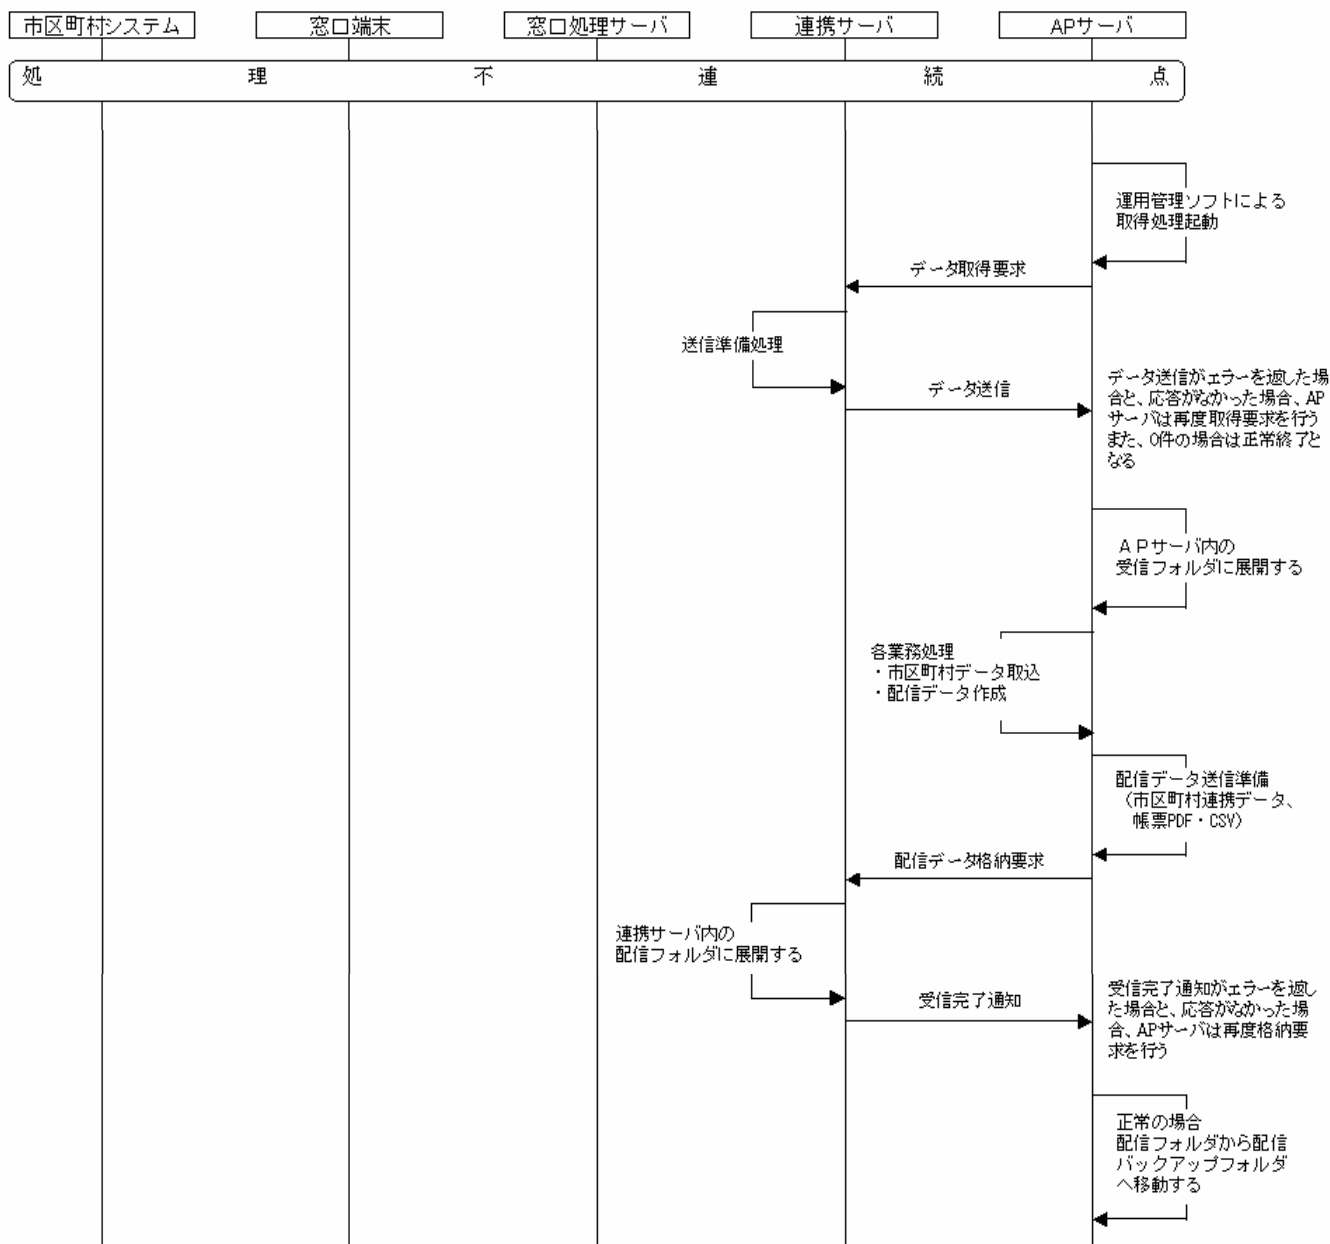 市区町村システム
窓口端末
窓口処理サーバ
連携サーバ
APサーバ
処理不連続点
運用管理ソフトによる
取得処理起動
データ取得要求
送信準備処理
データ送信
データ送信がエラーを返した場
合と、応答がなかった場合、AP
サーバは再度取得要求を行う
また、0件の場合は正常終了と
なる
APサーバ内の
受信フォルダに展開する
各業務処理
・市区町村データ取込
・配信データ作成
配信データ送信準備
(市区町村連携データ、
帳票PDF・CSV)
配信データ格納要求
連携サーバ内の
配信フォルダに展開する
受信完了通知
受信完了通知がエラーを返し
た場合と、応答がなかった場
合、APサーバは再度格納要
求を行う
正常の場合
配信フォルダから配信
バックアップフォルダ
へ移動する